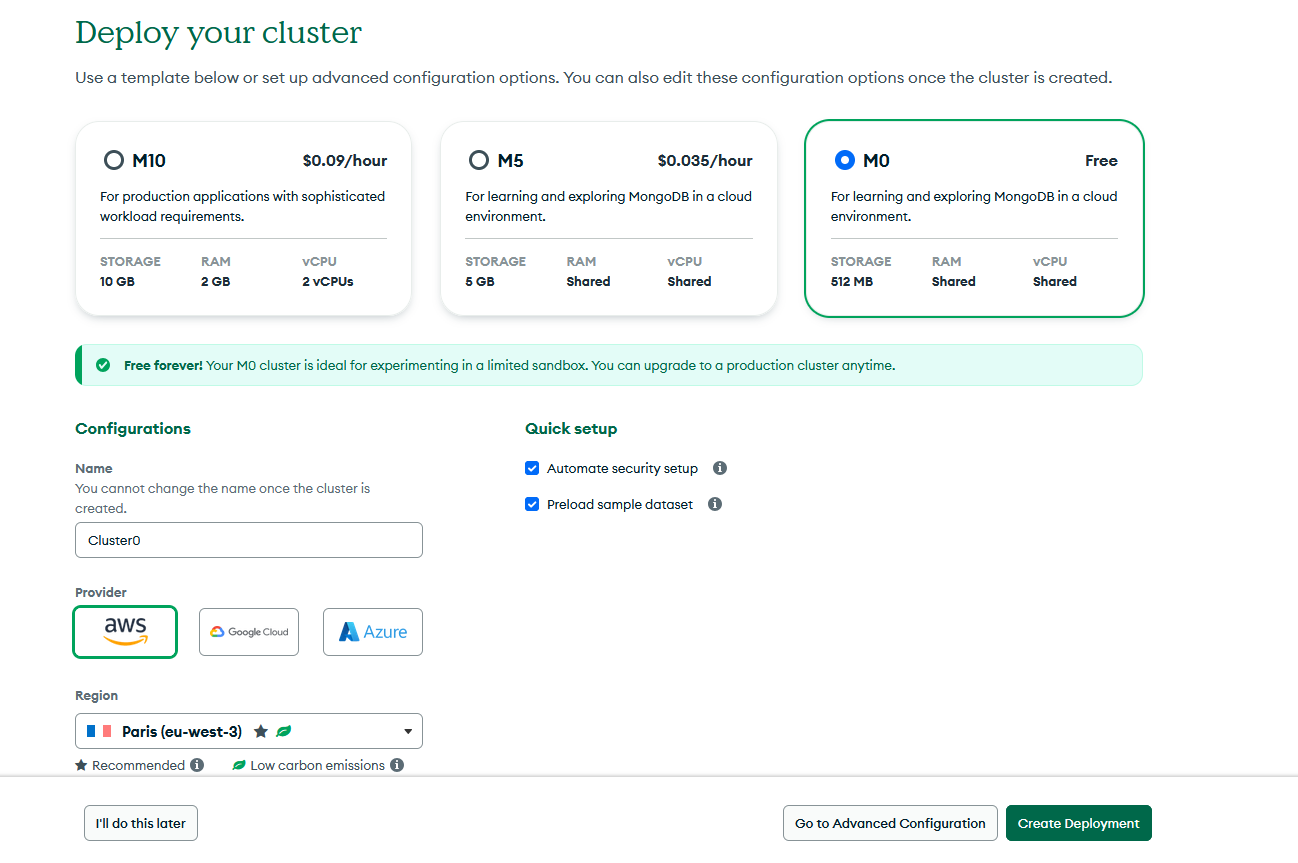 Deploy your cluster
Use a template below or set up advanced configuration options. You can also edit these configuration options once the cluster is created.
M10 $0.09/hour
For production applications with sophisticated
workload requirements.
STORAGE RAM vCPU
10 GB 2 GB 2 vCPUs
M5 $0.035/hour
For learning and exploring MongoDB in a cloud
environment.
STORAGE RAM vCPU
5 GB Shared Shared
M0 Free
For learning and exploring MongoDB in a cloud
environment.
STORAGE RAM vCPU
512 MB Shared Shared
Free forever! Your M0 cluster is ideal for experimenting in a limited sandbox. You can upgrade to a production cluster anytime.
Configurations
Name
You cannot change the name once the cluster is
created.
Cluster0
Provider
aws Google Cloud Azure
Region
Paris (eu-west-3)
Recommended Low carbon emissions
Quick setup
Automate security setup
Preload sample dataset
I'll do this later Go to Advanced Configuration Create Deployment